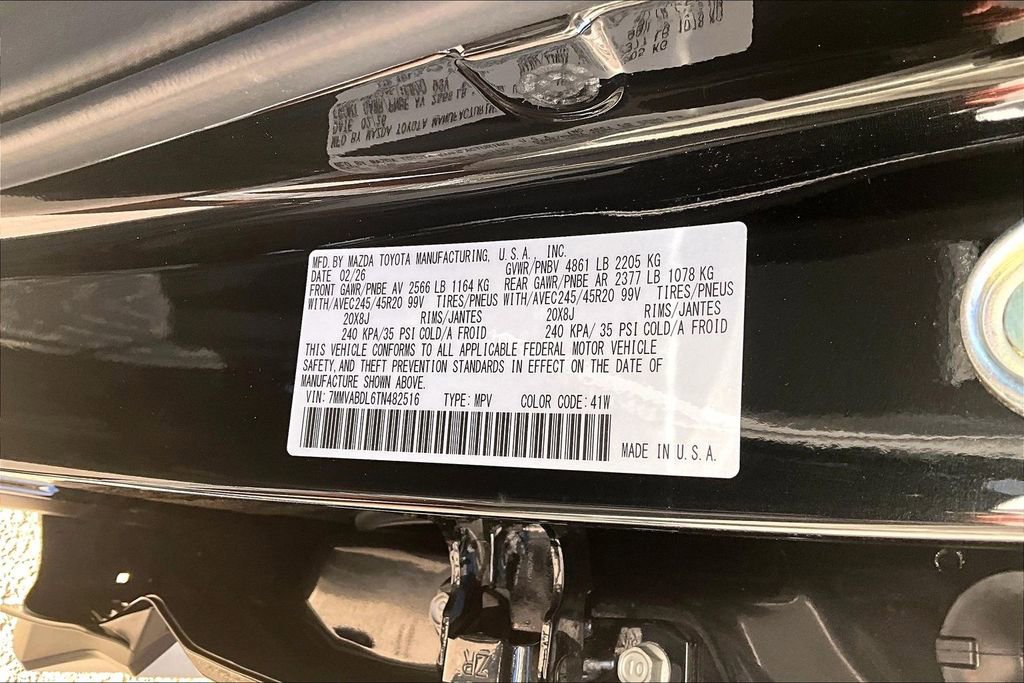 MFD. BY MAZDA TOYOTA MANUFACTURING, U.S.A. INC.
DATE 02/26 GVWR/PNBV 4861 LB 2205 KG
FRONT GAWR/PNBE AV 2566 LB 1164 KG REAR GAWR/PNBE AR 2377 LB 1078 KG
WITH/AVEC245/45R20 99V TIRES/PNEUS WITH/AVEC245/45R20 99V TIRES/PNEUS
20X8J RIMS/JANTES 20X8J RIMS/JANTES
240 KPA/35 PSI COLD/A FROID 240 KPA/ 35 PSI COLD/A FROID
THIS VEHICLE CONFORMS TO ALL APPLICABLE FEDERAL MOTOR VEHICLE
SAFETY, AND THEFT PREVENTION STANDARDS IN EFFECT ON THE DATE OF
MANUFACTURE SHOWN ABOVE.
VIN: 7MMVABDL6TN482516 TYPE: MPV COLOR CODE: 41W
MADE IN U.S.A.
ZR
10